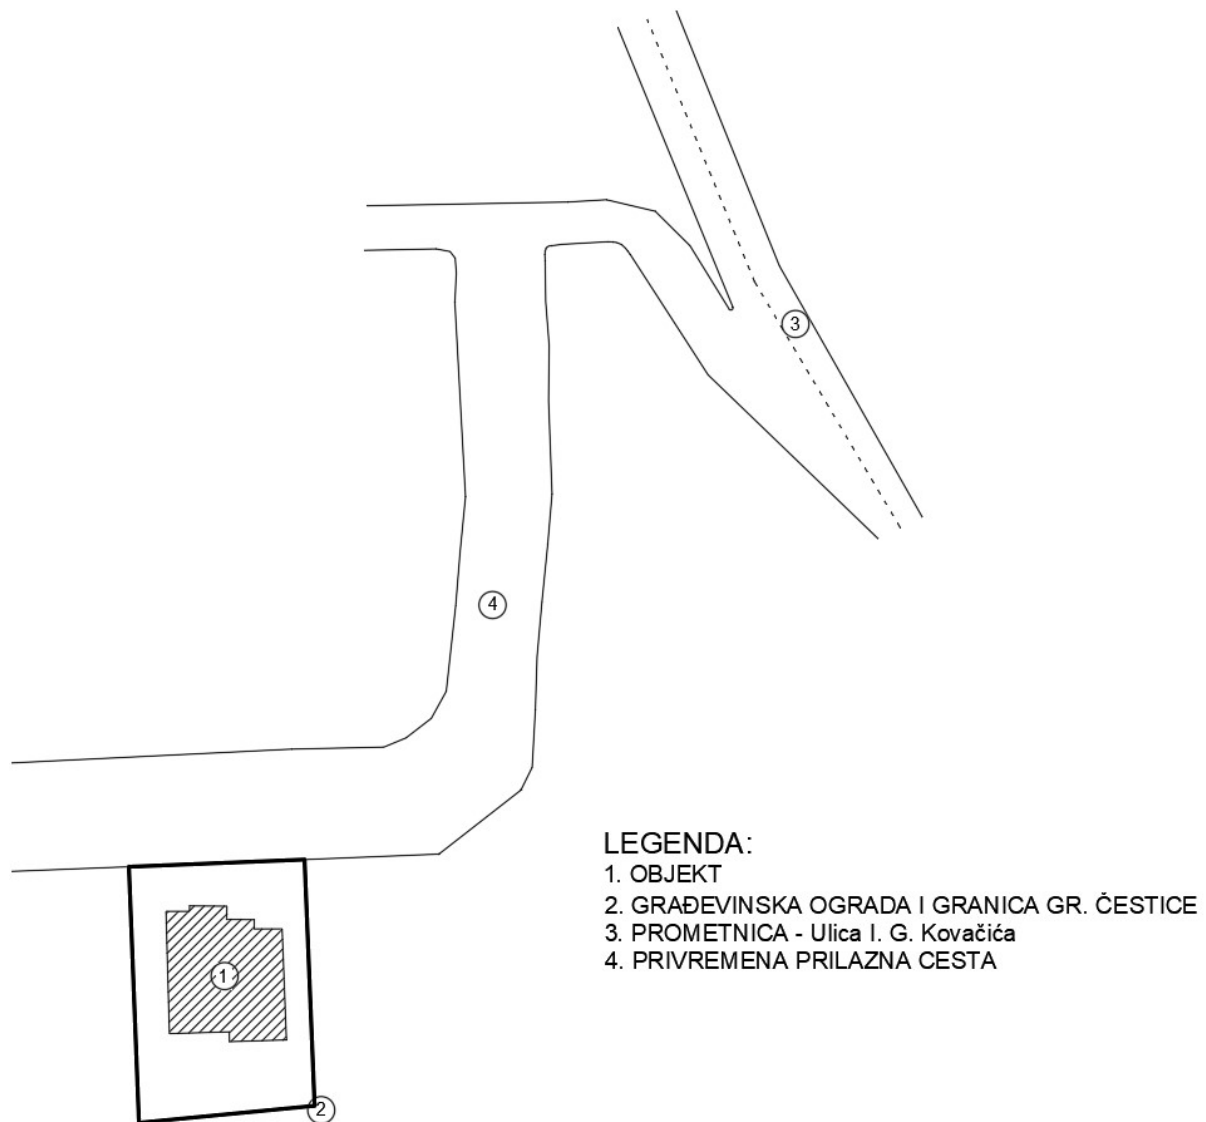 3
4
LEGENDA:
1. OBJEKT
2. GRAĐEVINSKA OGRADA I GRANICA GR. ČESTICE
3. PROMETNICA - Ulica I. G. Kovačića
4. PRIVREMENA PRILAZNA CESTA
1
2